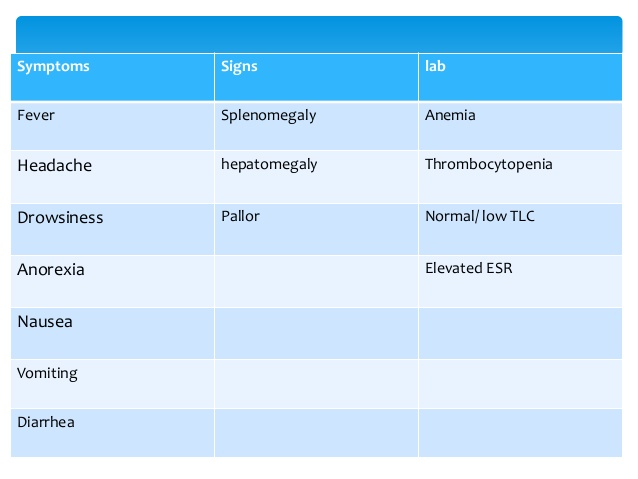 Symptoms Signs lab
Fever Splenomegaly Anemia
Headache hepatomegaly Thrombocytopenia
Drowsiness Pallor Normal/ low TLC
Anorexia Elevated ESR
Nausea
Vomiting
Diarrhea